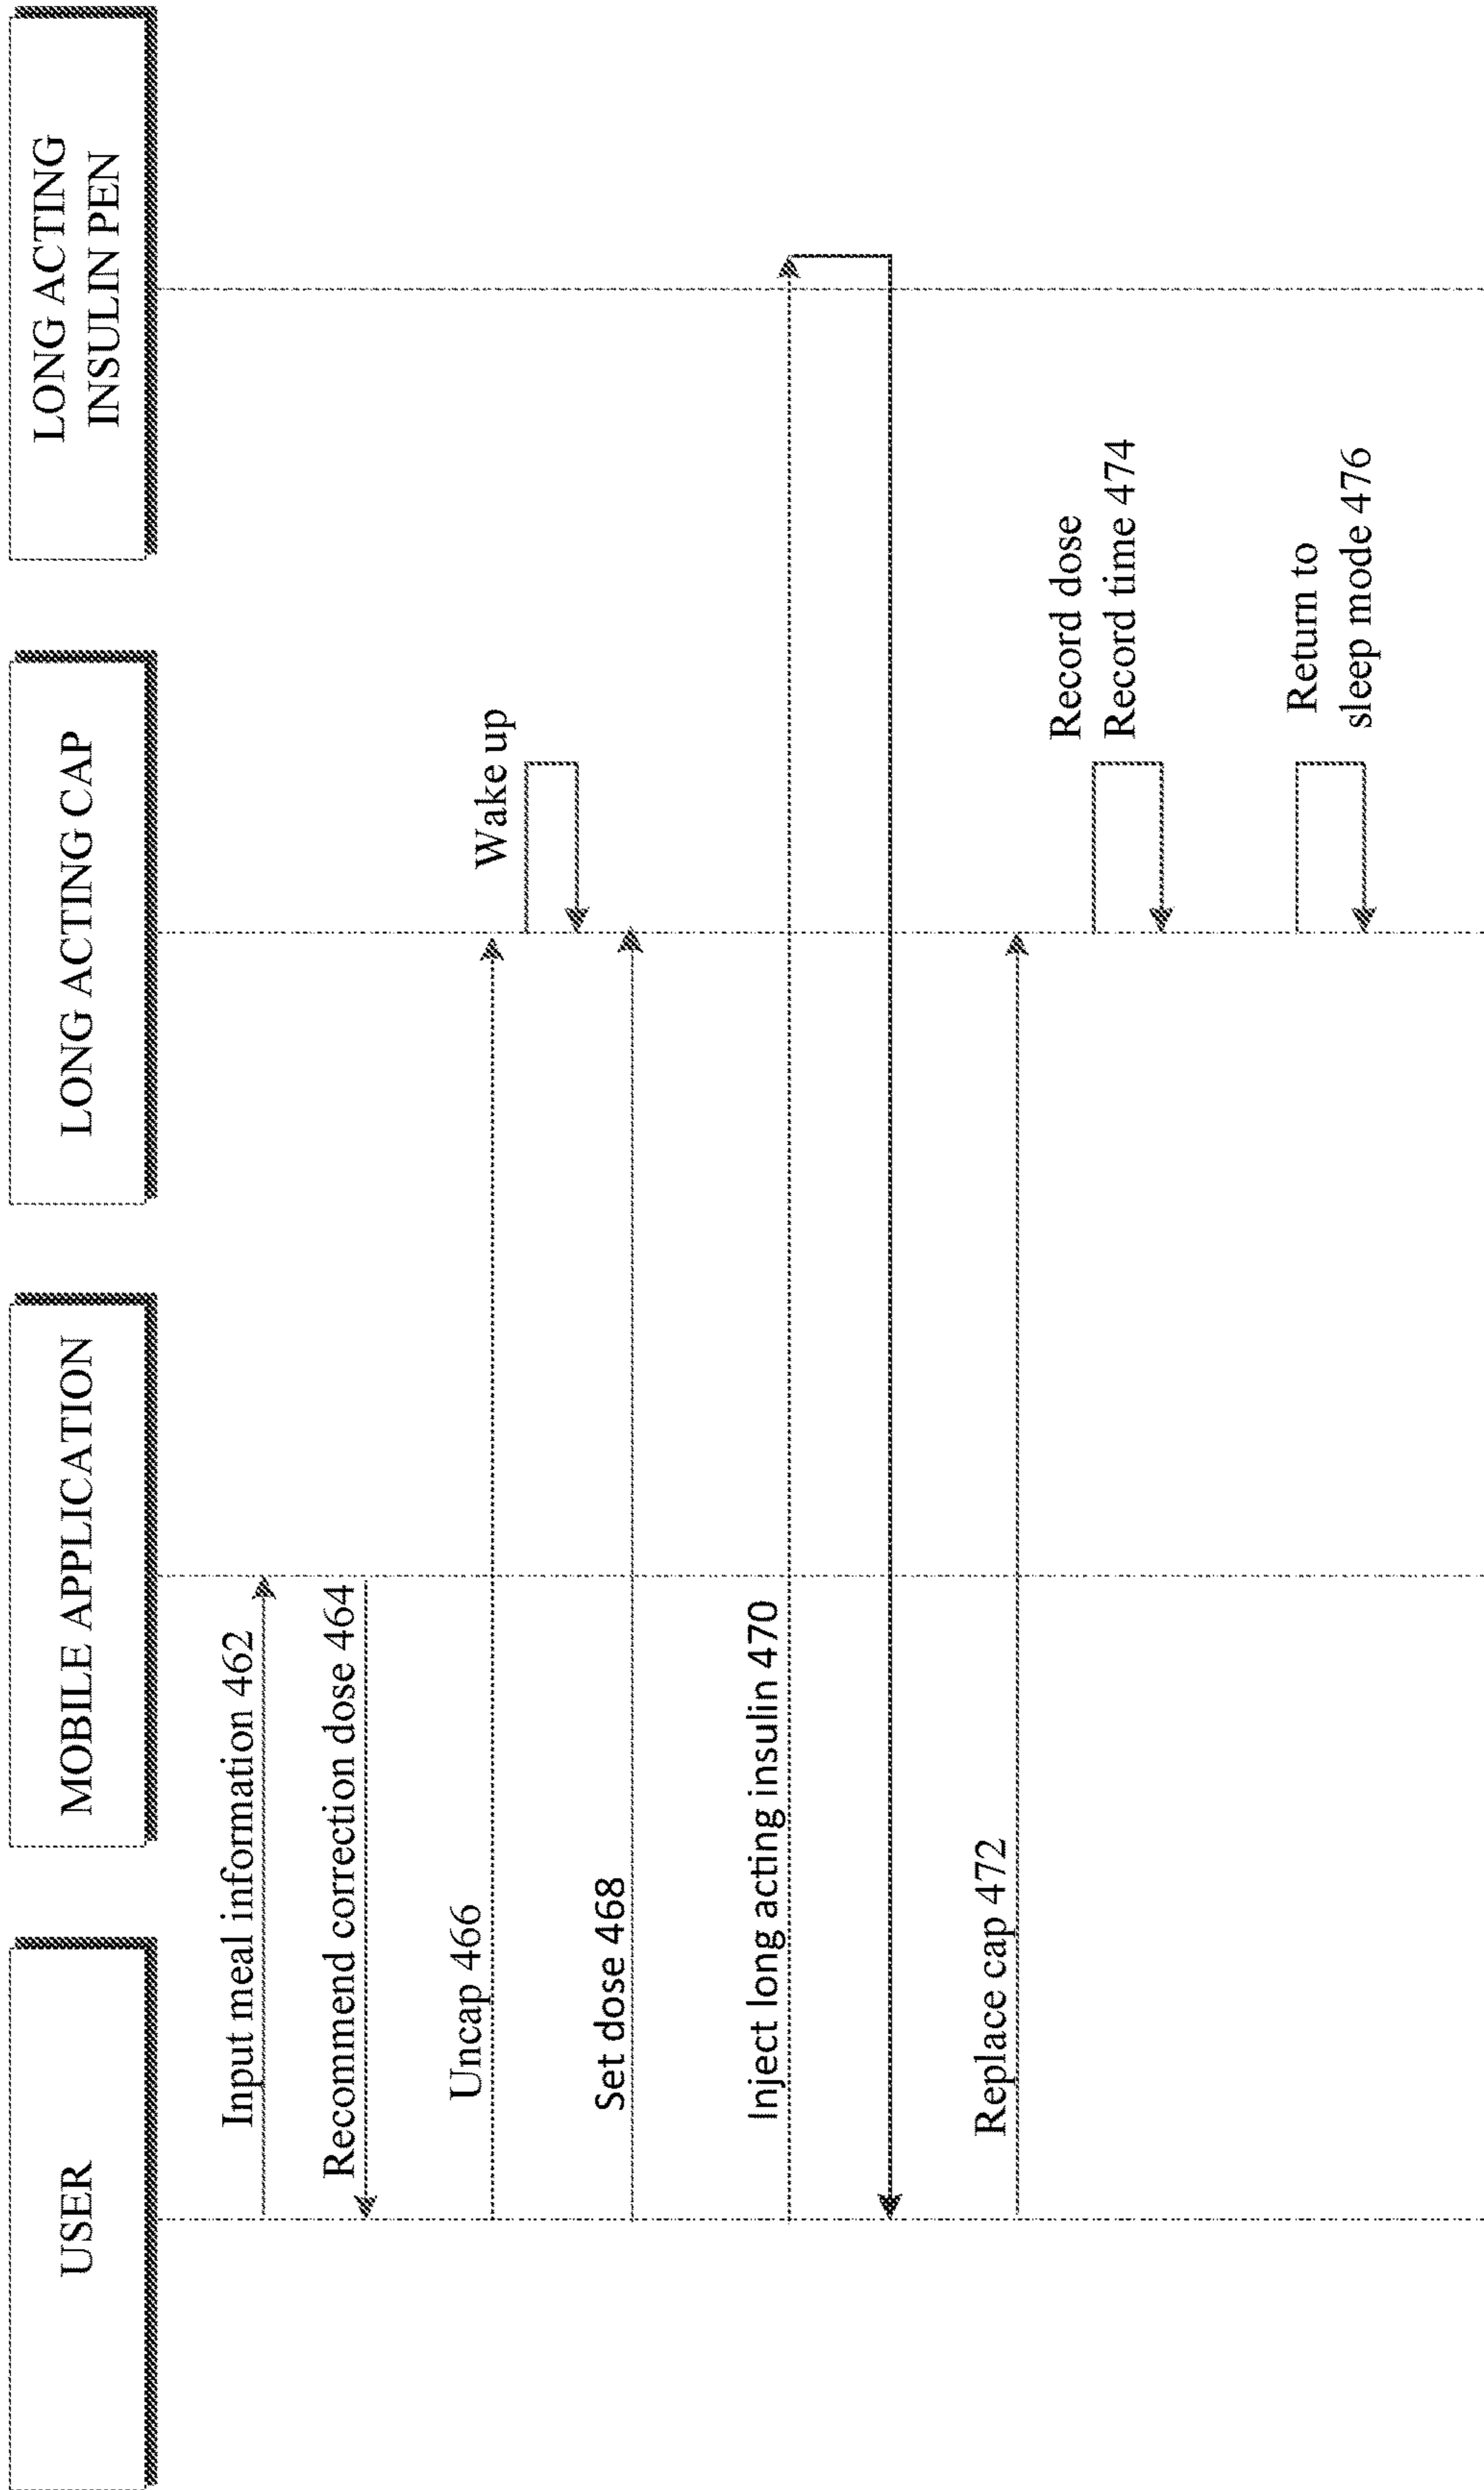 USER
MOBILE APPLICATION
LONG ACTING CAP
LONG ACTING
INSULIN PEN
Input meal information 462
Recommend correction dose 464
Uncap 466
Wake up
Set dose 468
Inject long acting insulin 470
Replace cap 472
Record dose
Record time 474
Return to
sleep mode 476